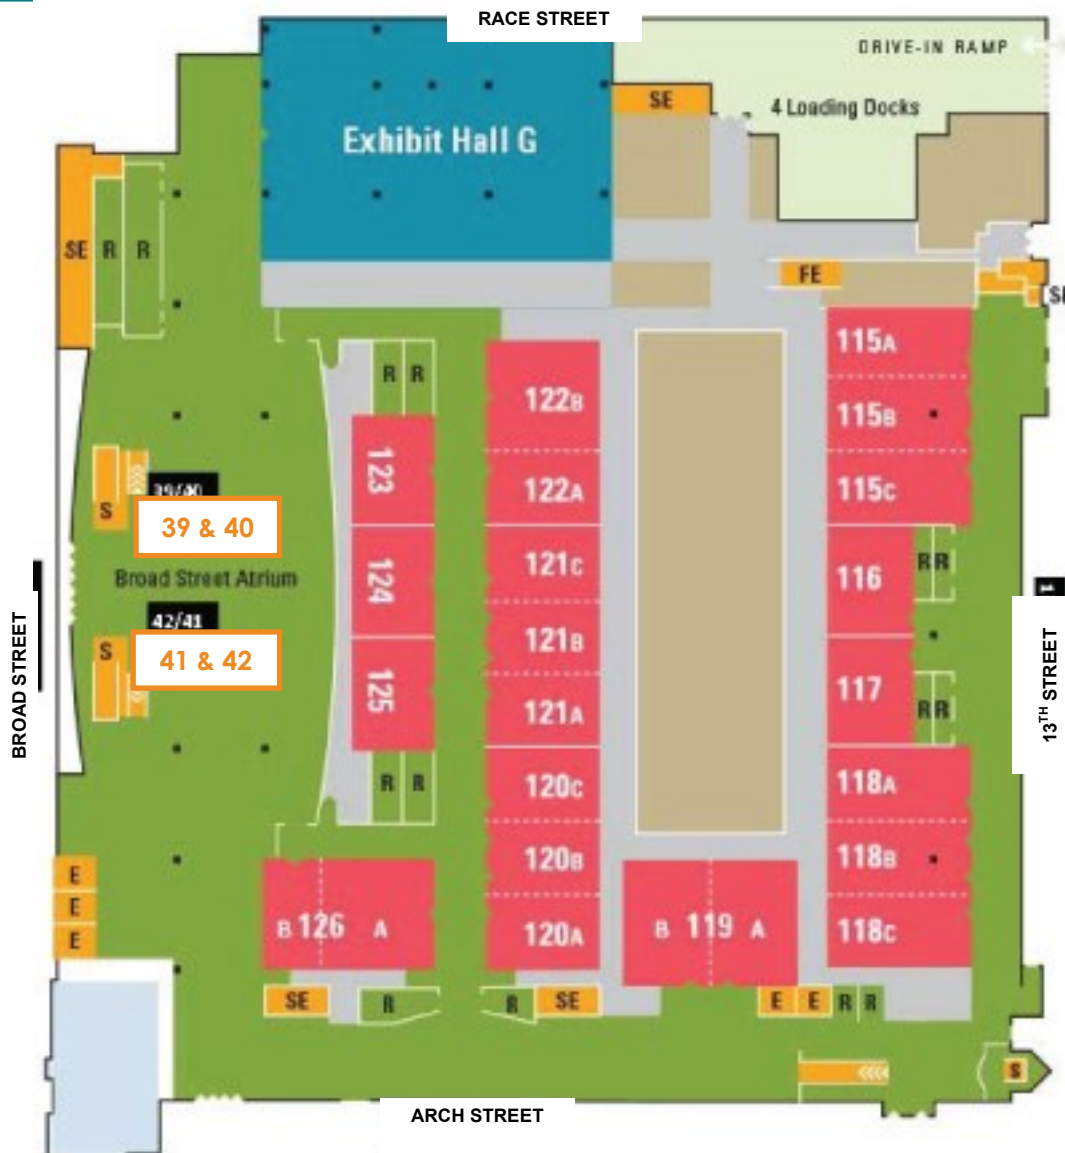 RACE STREET
DRIVE-IN RAMP
SE
4 Loading Docks
Exhibit Hall G
SE
R
R
FE
115A
R
R
122B
115B
123
122A
115C
39/40
S
39 & 40
121C
R
R
116
124
Broad Street Atrium
42/41
S
41 & 42
121B
BROAD STREET
13TH STREET
117
125
121A
R
R
120C
R
R
118A
120B
118B
E
E
E
B 126 A
120A
B 119 A
118C
SE
R
R
SE
E
E
R
R
S
ARCH STREET